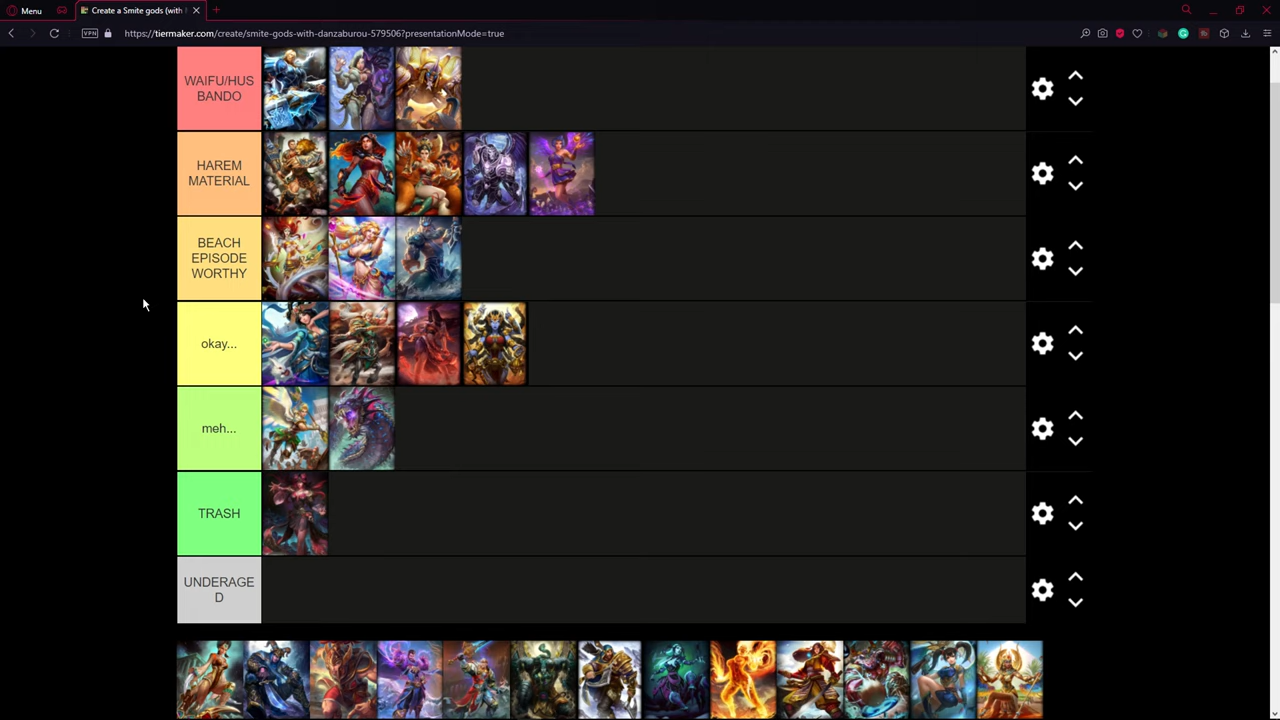 Menu
Create a Smite gods (with
VPN
https://tiermaker.com/create/smite-gods-with-danzaburou-579506?presentationMode=true
WAIFU/HUS
BANDO
HAREM
MATERIAL
BEACH
EPISODE
WORTHY
okay...
meh...
TRASH
UNDERAGE
D